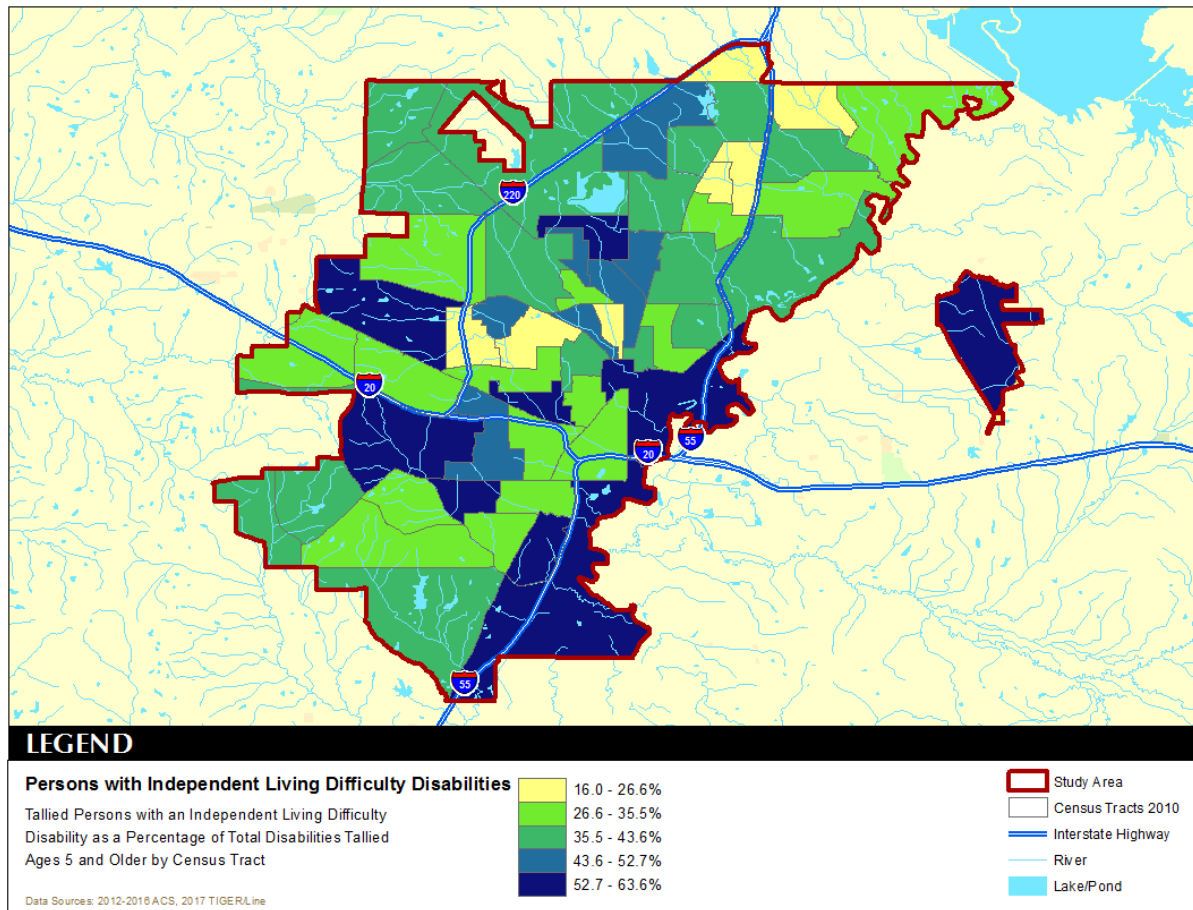 220
20
20
55
55
LEGEND
Persons with Independent Living Difficulty Disabilities
Tallied Persons with an Independent Living Difficulty
Disability as a Percentage of Total Disabilities Tallied
Ages 5 and Older by Census Tract
Data Sources: 2012-2016 ACS, 2017 TIGER/Line
16.0 - 26.6%
26.6 - 35.5%
35.5 - 43.6%
43.6 - 52.7%
52.7 - 63.6%
Study Area
Census Tracts 2010
Interstate Highway
River
Lake/Pond